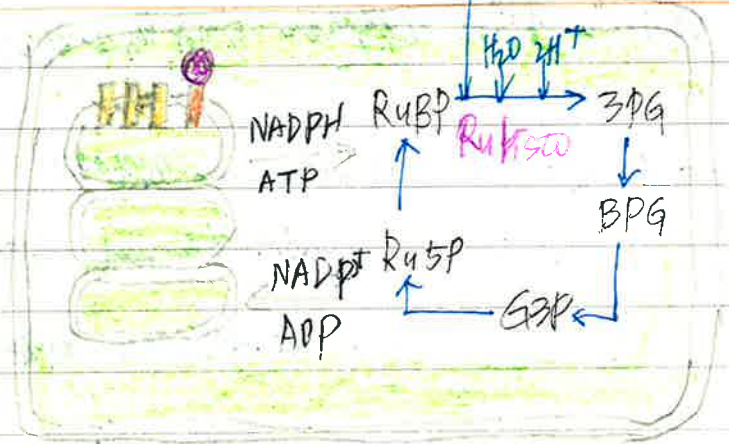 H2O 2H+
NADPH RuBP 3PG
Rubisco
ATP
BPG
NADP+ Ru5P
G3P
ADP